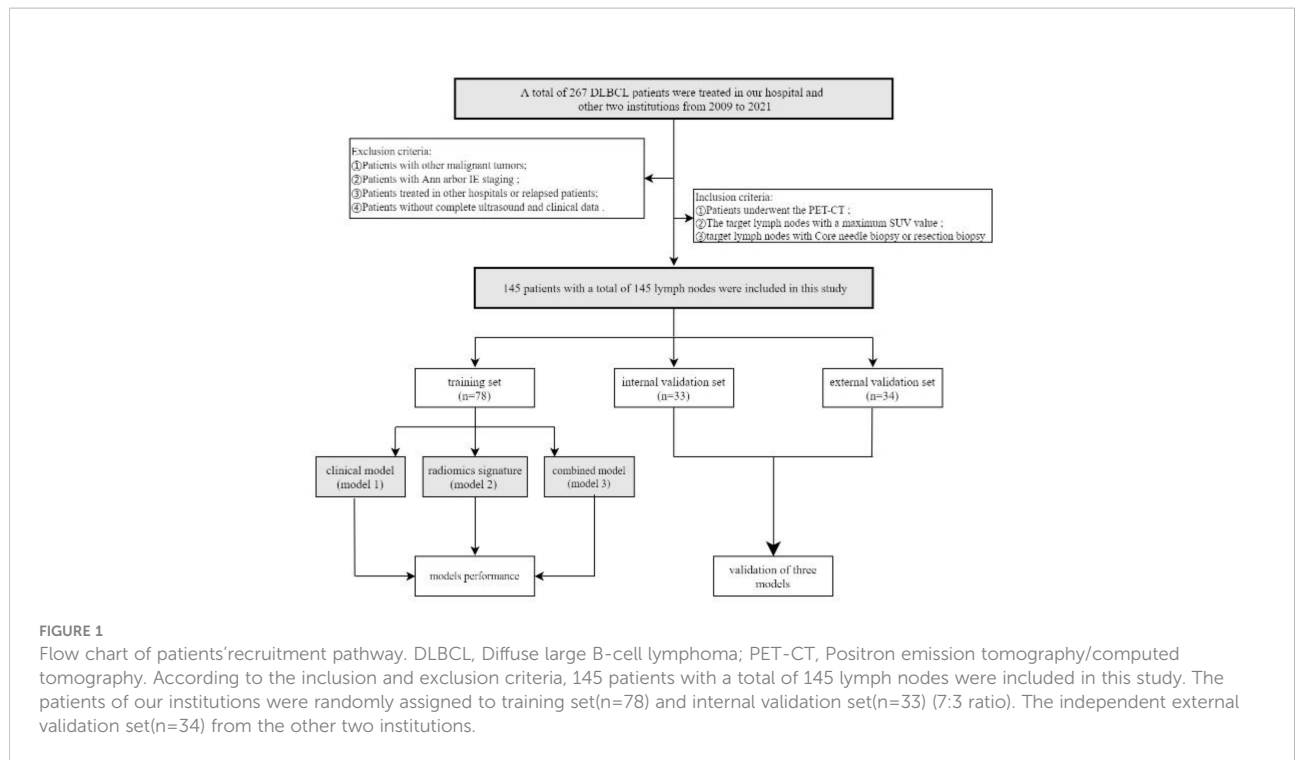 A total of 267 DLBCL patients were treated in our hospital and
other two institutions from 2009 to 2021
Exclusion criteria:
①Patients with other malignant tumors;
②Patients with Ann arbor IE staging ;
③Patients treated in other hospitals or relapsed patients;
④Patients without complete ultrasound and clinical data .
Inclusion criteria:
①Patients underwent the PET-CT ;
②The target lymph nodes with a maximum SUV value ;
③target lymph nodes with Core needle biopsy or resection biopsy
145 patients with a total of 145 lymph nodes were included in this study
training set
(n=78)
internal validation set
(n=33)
external validation set
(n=34)
clinical model
(model 1)
radiomics signature
(model 2)
combined model
(model 3)
models performance
validation of three
models
FIGURE 1
Flow chart of patients'recruitment pathway. DLBCL, Diffuse large B-cell lymphoma; PET-CT, Positron emission tomography/computed
tomography. According to the inclusion and exclusion criteria, 145 patients with a total of 145 lymph nodes were included in this study. The
patients of our institutions were randomly assigned to training set(n=78) and internal validation set(n=33) (7:3 ratio). The independent external
validation set(n=34) from the other two institutions.